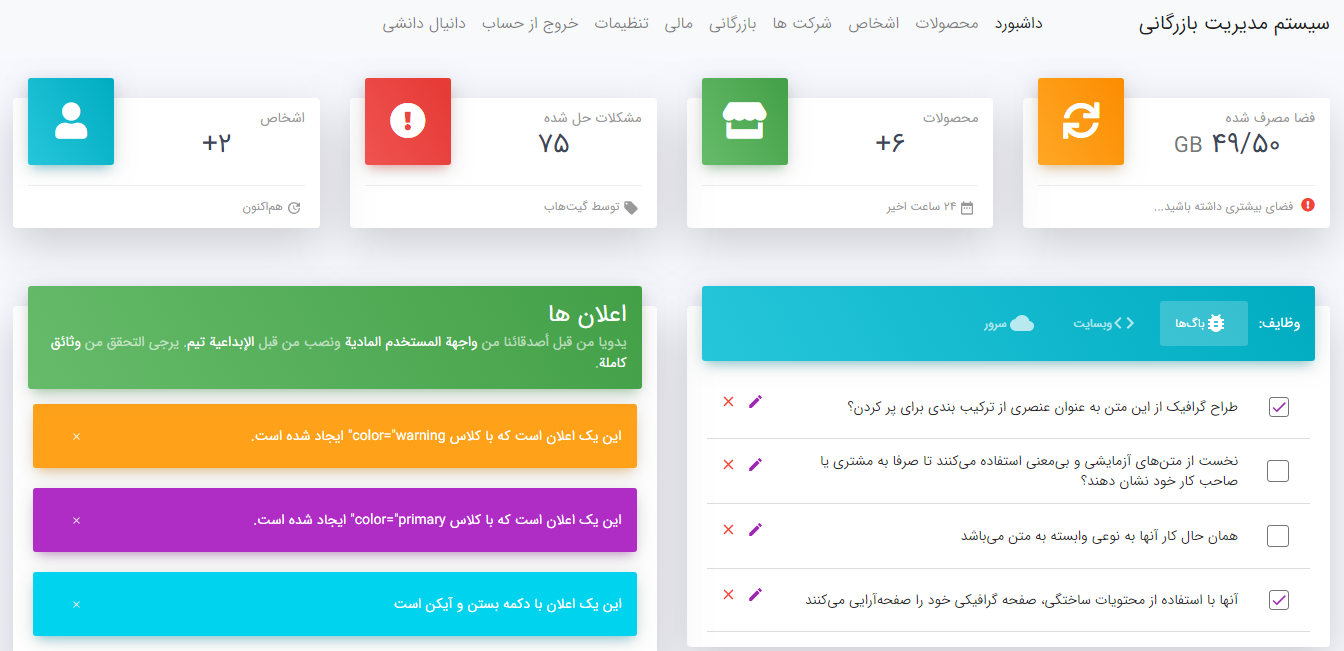 سیستم مدیریت بازرگانی
داشبورد
محصولات
اشخاص
شرکت ها
بازرگانی
مالی
تنظیمات
خروج از حساب
دانیال دانشی
فضا مصرف شده
۴۹/۵۰ GB
فضای بیشتری داشته باشید...
محصولات
+۶
۲۴ ساعت اخیر
مشکلات حل شده
۷۵
توسط گیت‌هاب
اشخاص
+۲
هم‌اکنون
وظایف:
باگ‌ها
وبسایت
سرور
طراح گرافیک از این متن به عنوان عنصری از ترکیب بندی برای پر کردن؟
نخست از متن‌های آزمایشی و بی‌معنی استفاده می‌کنند تا صرفا به مشتری یا
صاحب کار خود نشان دهند؟
همان حال کار آنها به نوعی وابسته به متن می‌باشد
آنها با استفاده از محتویات ساختگی، صفحه گرافیکی خود را صفحه‌آرایی می‌کنند
اعلان ها
يدويا من قبل أصدقائنا من واجهة المستخدم المادية ونصب من قبل الإبداعية تيم. يرجى التحقق من وثائق
كاملة.
این یک اعلان است که با کلاس color="warning" ایجاد شده است.
این یک اعلان است که با کلاس color="primary" ایجاد شده است.
این یک اعلان با دکمه بستن و آیکن است